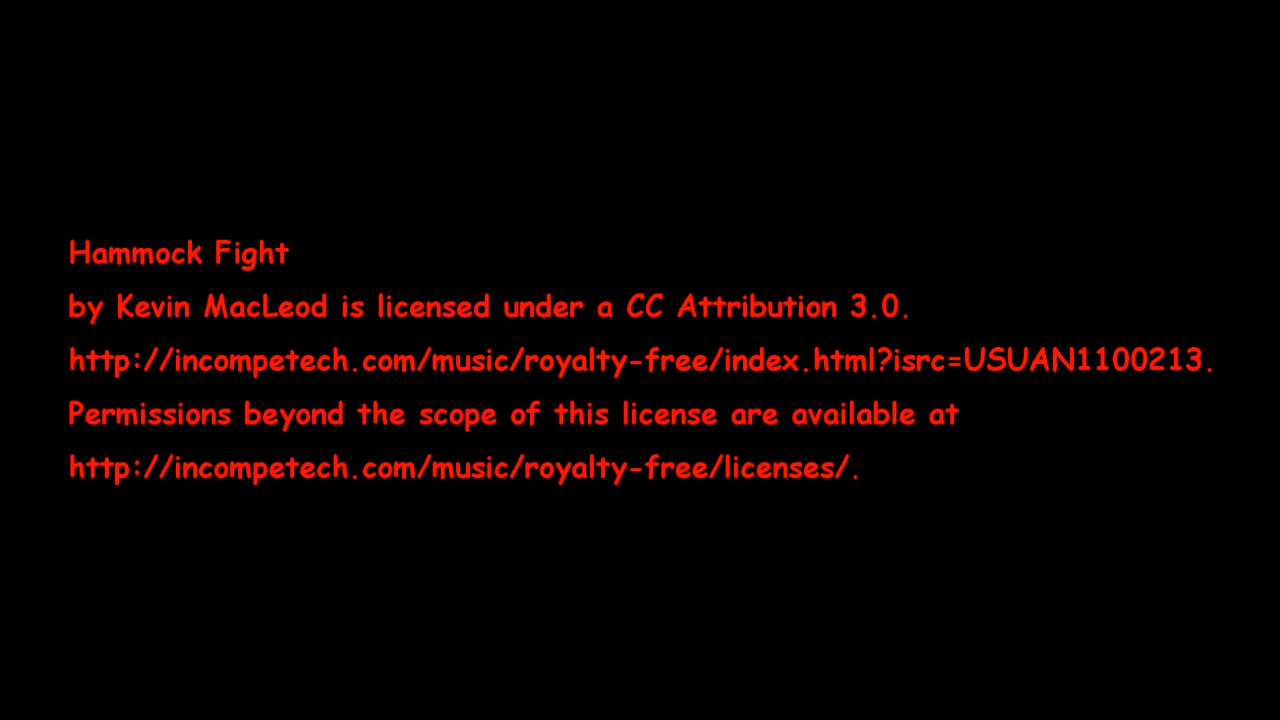 Hammock Fight
by Kevin MacLeod is licensed under a CC Attribution 3.0.
http://incompetech.com/music/royalty-free/index.html?isrc=USUAN1100213.
Permissions beyond the scope of this license are available at
http://incompetech.com/music/royalty-free/licenses/.